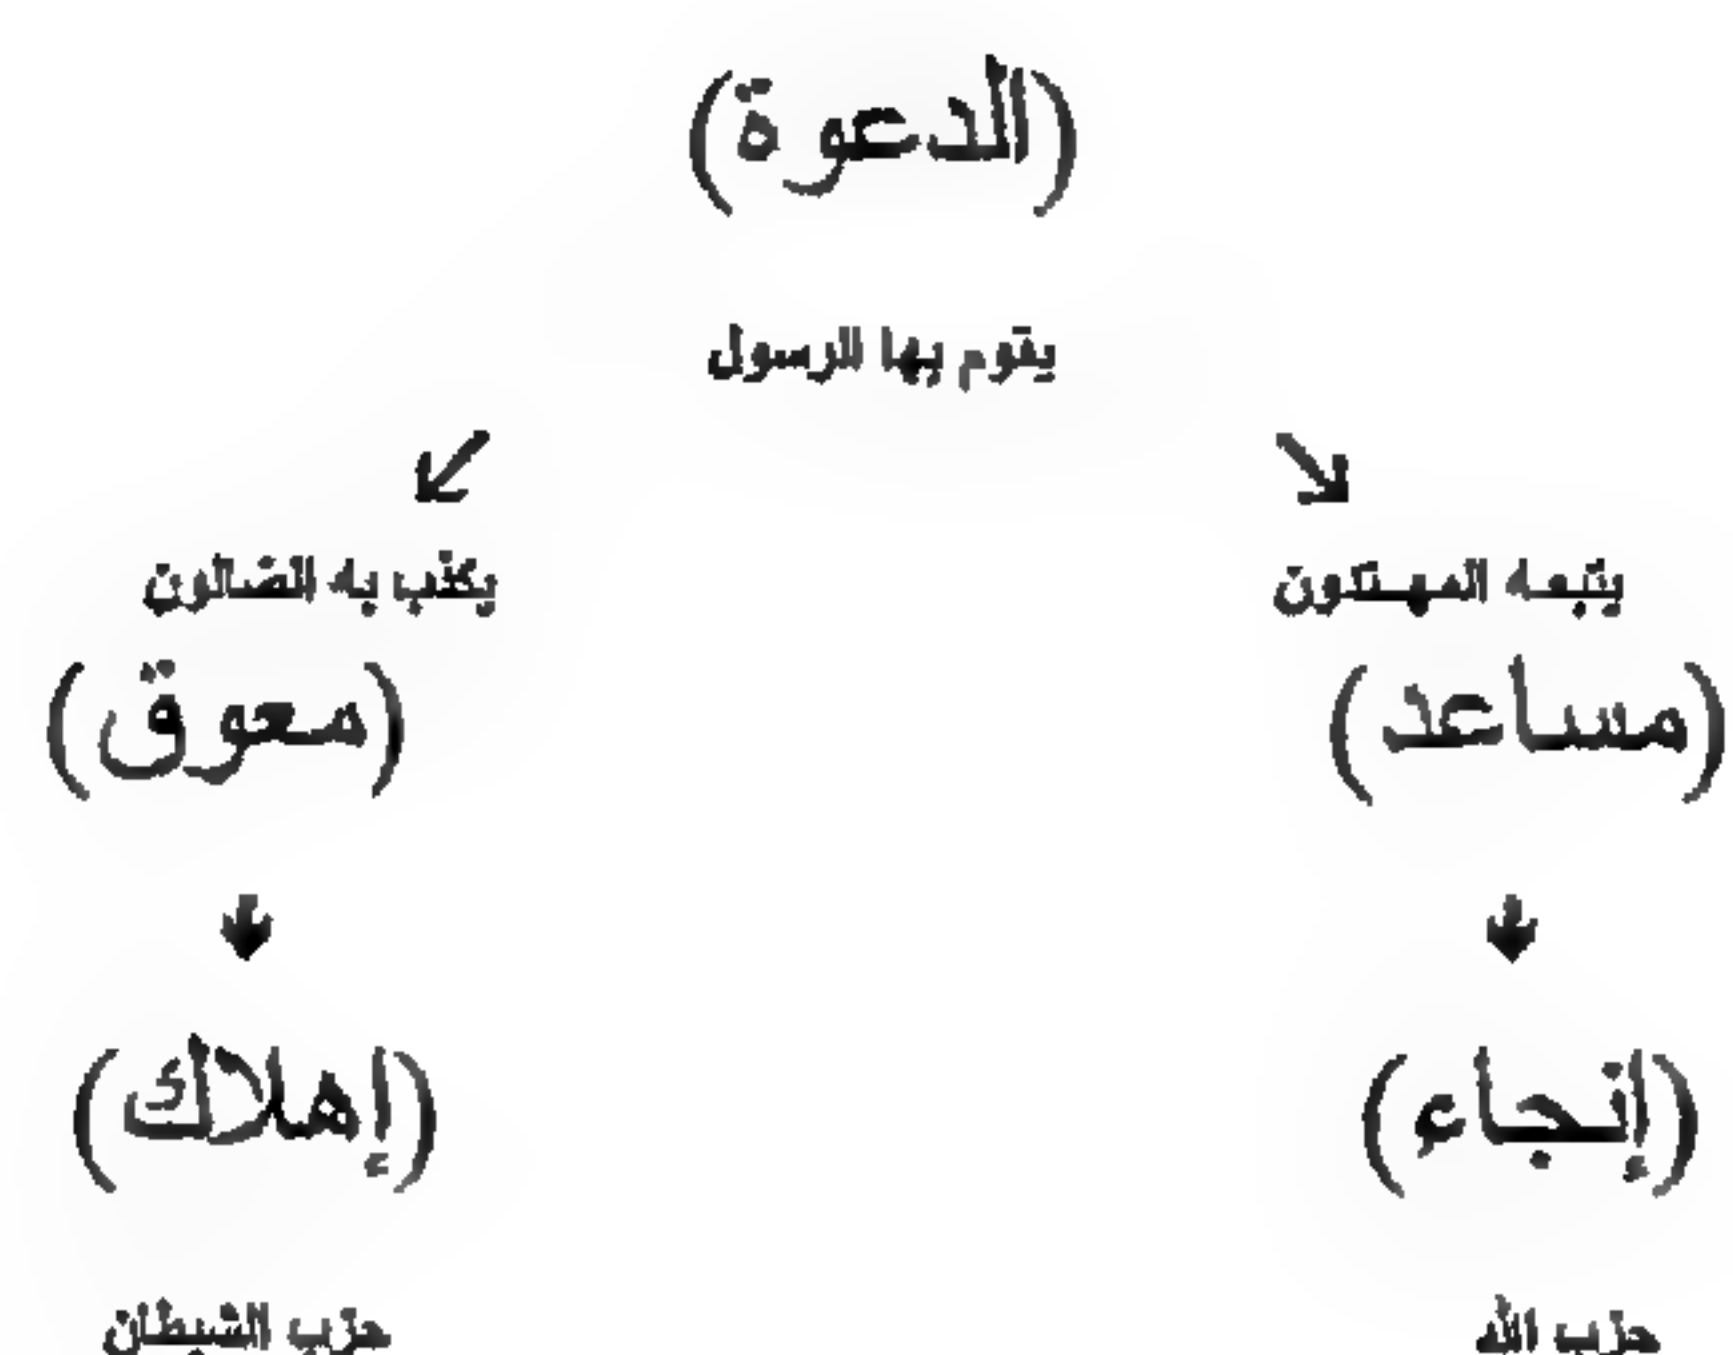 (الدعوة)
يقوم بها الرسول
يتبعه المهتدون
يكذب به الضالون
(مساعد)
(معوق)
(إنجاء)
(إهلاك)
حزب الله
حزب الشيطان